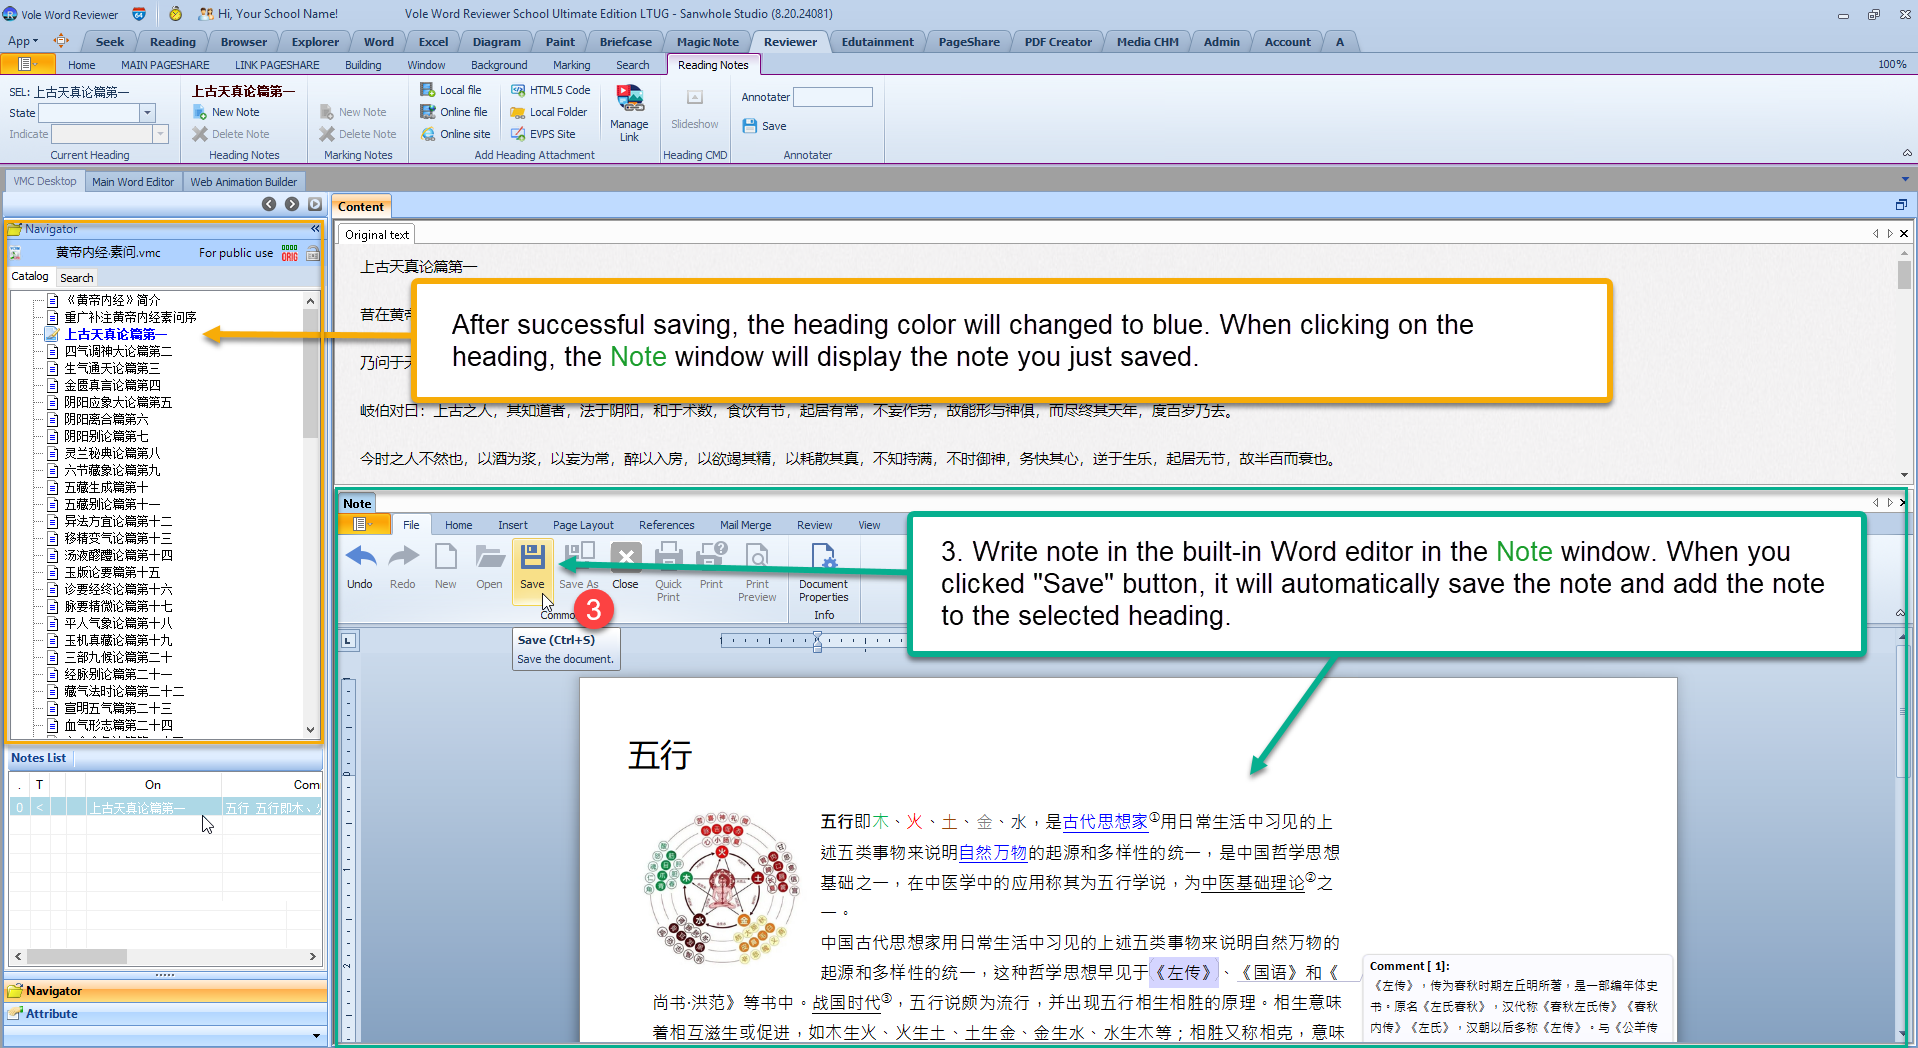 Vole Word Reviewer
Hi, Your School Name!
Vole Word Reviewer School Ultimate Edition LTUG - Sanwhole Studio (8.20.24081)
App
Seek Reading Browser Explorer Word Excel Diagram Paint Briefcase Magic Note Reviewer Edutainment PageShare PDF Creator Media CHM Admin Account A
Home MAIN PAGESHARE LINK PAGESHARE Building Window Background Marking Search Reading Notes 100%
SEL: 上古天真论篇第一
State
Indicate
Current Heading
上古天真论篇第一
New Note
Delete Note
Heading Notes
New Note
Delete Note
Marking Notes
Local file
Online file
Online site
HTML5 Code
Local Folder
EVPS Site
Add Heading Attachment
Manage
Link
Slideshow
Heading CMD
Annotater
Save
Annotater
VMC Desktop Main Word Editor Web Animation Builder
Navigator
黄帝内经·素问.vmc For public use ORIG
Catalog Search
《黄帝内经》简介
重广补注黄帝内经素问序
上古天真论篇第一
四气调神大论篇第二
生气通天论篇第三
金匮真言论篇第四
阴阳应象大论篇第五
阴阳离合篇第六
阴阳别论篇第七
灵兰秘典论篇第八
六节藏象论篇第九
五藏生成篇第十
五藏别论篇第十一
异法方宜论篇第十二
移精变气论篇第十三
汤液醪醴论篇第十四
玉版论要篇第十五
诊要经终论篇第十六
脉要精微论篇第十七
平人气象论篇第十八
玉机真藏论篇第十九
三部九候论篇第二十
经脉别论篇第二十一
藏气法时论篇第二十二
宣明五气篇第二十三
血气形志篇第二十四
Notes List
. T On Com
0 < 上古天真论篇第一 五行 五行即木、火
Navigator
Attribute
Content
Original text
上古天真论篇第一
昔在黄帝
乃问于天
岐伯对曰：上古之人，其知道者，法于阴阳，和于术数，食饮有节，起居有常，不妄作劳，故能形与神俱，而尽终其天年，度百岁乃去。
今时之人不然也，以酒为浆，以妄为常，醉以入房，以欲竭其精，以耗散其真，不知持满，不时御神，务快其心，逆于生乐，起居无节，故半百而衰也。
After successful saving, the heading color will changed to blue. When clicking on the
heading, the Note window will display the note you just saved.
Note
File Home Insert Page Layout References Mail Merge Review View
Undo Redo New Open Save Save As Close Quick
Print Print Print
Preview Document
Properties
Common
Info
3
Save (Ctrl+S)
Save the document.
3. Write note in the built-in Word editor in the Note window. When you
clicked "Save" button, it will automatically save the note and add the note
to the selected heading.
五行
火
土
金
水
木
五行即木、火、土、金、水，是古代思想家①用日常生活中习见的上
述五类事物来说明自然万物的起源和多样性的统一，是中国哲学思想
基础之一，在中医学中的应用称其为五行学说，为中医基础理论②之
一。
中国古代思想家用日常生活中习见的上述五类事物来说明自然万物的
起源和多样性的统一，这种哲学思想早见于《左传》、《国语》和《
尚书·洪范》等书中。战国时代③，五行说颇为流行，并出现五行相生相胜的原理。相生意味
着相互滋生或促进，如木生火、火生土、土生金、金生水、水生木等；相胜又称相克，意味
Comment [ 1]:
《左传》，传为春秋时期左丘明所著，是一部编年体史
书。原名《左氏春秋》，汉代称《春秋左氏传》《春秋
内传》《左氏》，汉朝以后多称《左传》。与《公羊传